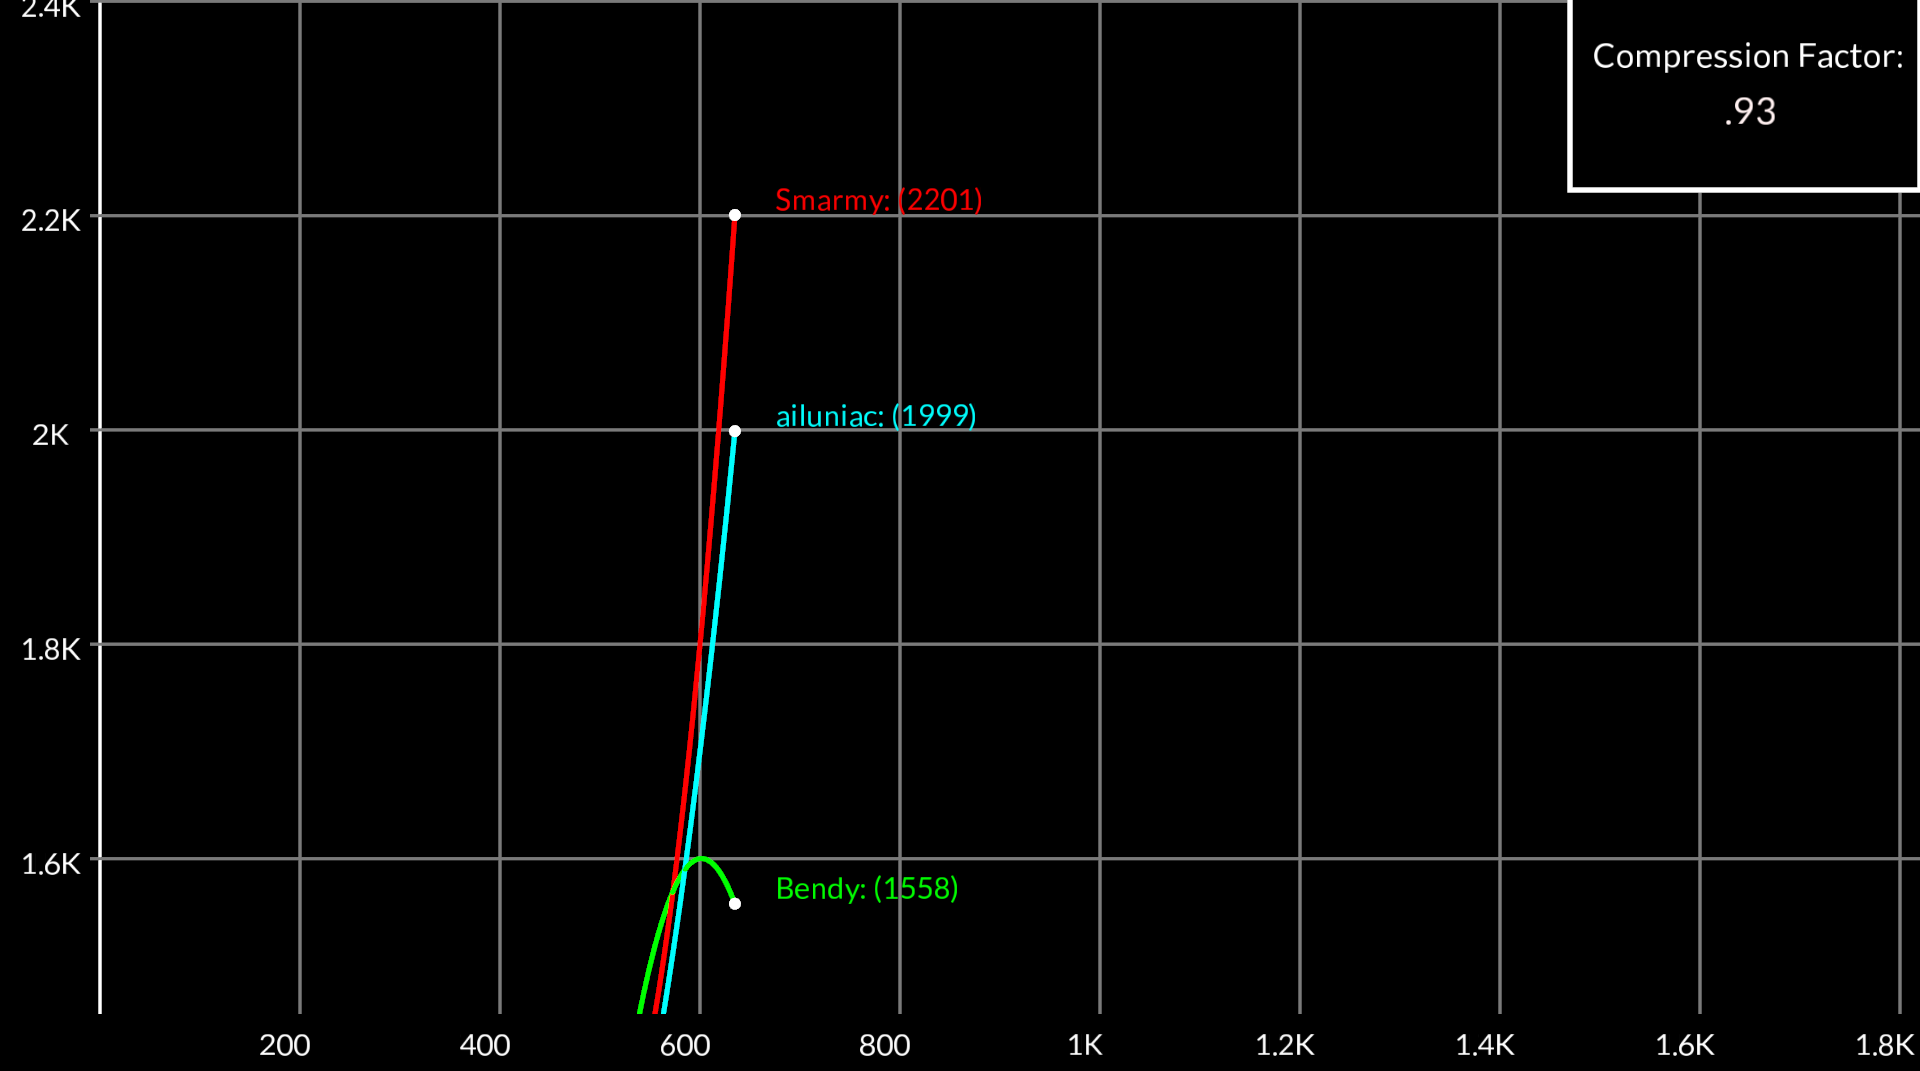 2.4K
Compression Factor:
.93
Smarmy: (2201)
2.2K
ailuniac: (1999)
2K
1.8K
1.6K
Bendy: (1558)
200 400 600 800 1K 1.2K 1.4K 1.6K 1.8K